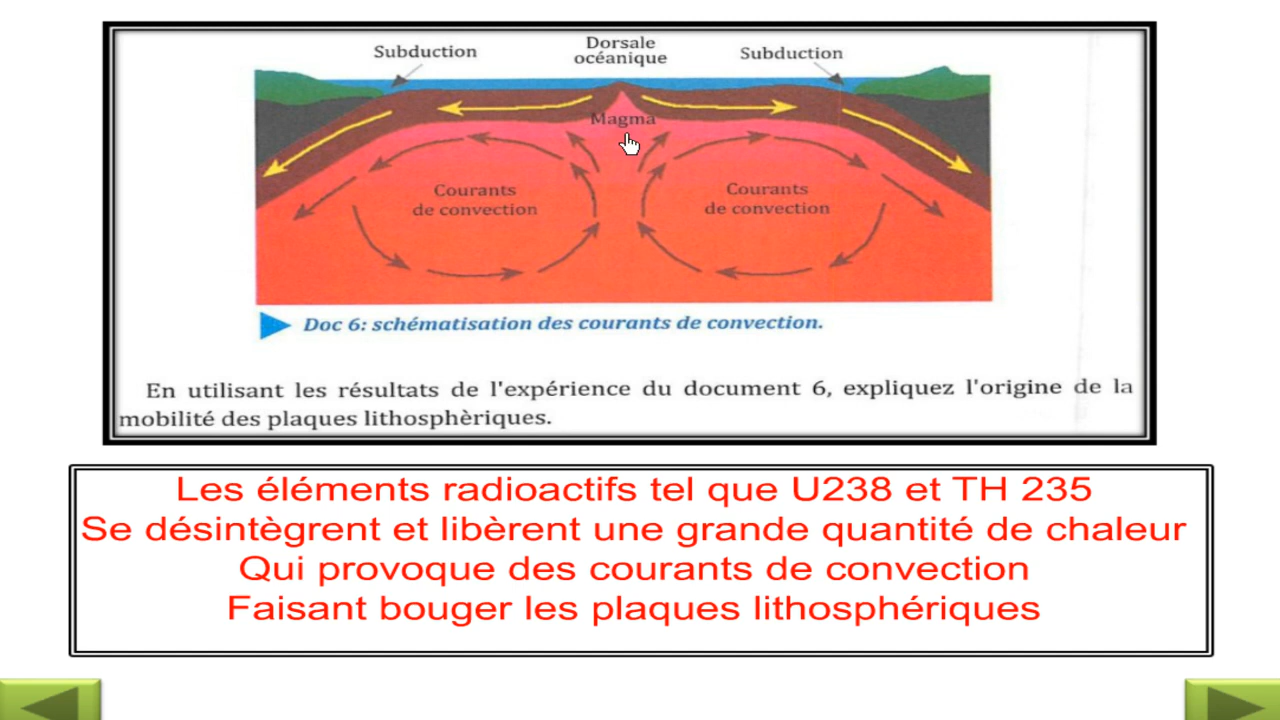 Subduction
Dorsale
océanique
Subduction
Magma
Courants
de convection
Courants
de convection
Doc 6: schématisation des courants de convection.
En utilisant les résultats de l'expérience du document 6, expliquez l'origine de la
mobilité des plaques lithosphèriques.
Les éléments radioactifs tel que U238 et TH 235
Se désintègrent et libèrent une grande quantité de chaleur
Qui provoque des courants de convection
Faisant bouger les plaques lithosphériques